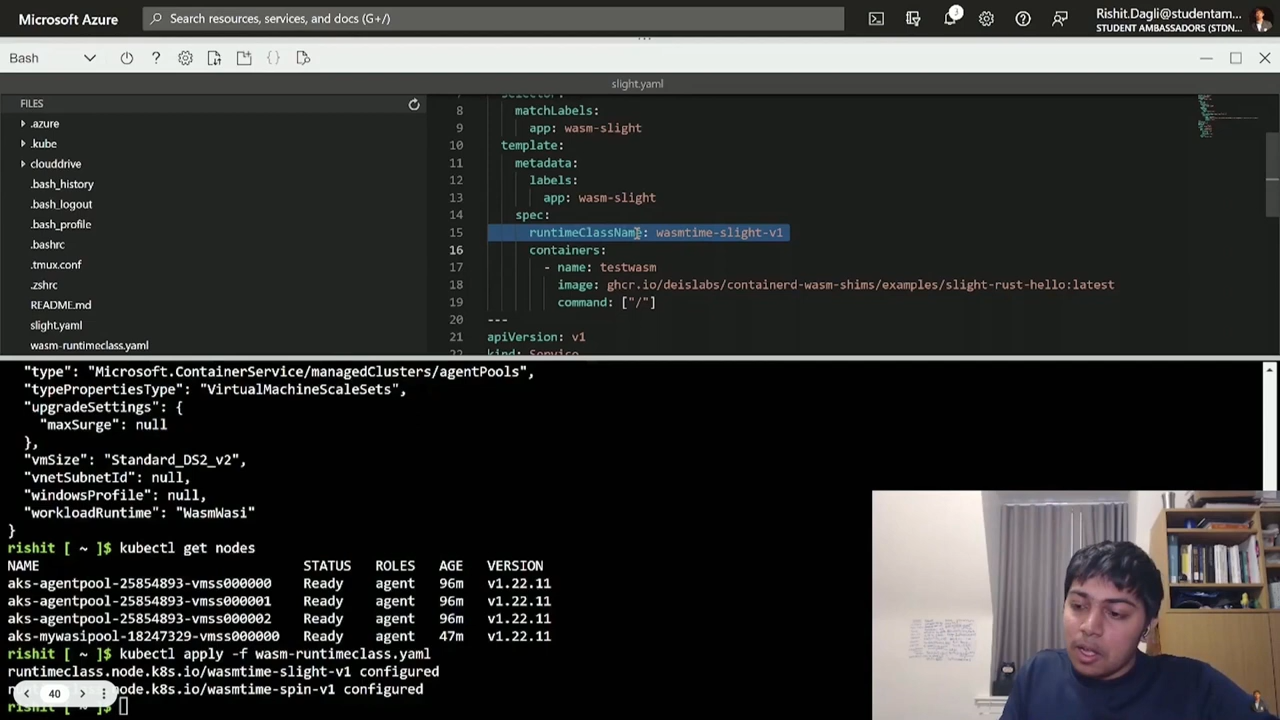 Microsoft Azure
Search resources, services, and docs (G+/)
3
Rishit.Dagli@studentam...
STUDENT AMBASSADORS (STDN...
Bash
?
{}
slight.yaml
FILES
.azure
.kube
clouddrive
.bash_history
.bash_logout
.bash_profile
.bashrc
.tmux.conf
.zshrc
README.md
slight.yaml
wasm-runtimeclass.yaml
7 selector:
8 matchLabels:
9 app: wasm-slight
10 template:
11 metadata:
12 labels:
13 app: wasm-slight
14 spec:
15 runtimeClassName: wasmtime-slight-v1
16 containers:
17 - name: testwasm
18 image: ghcr.io/deislabs/containerd-wasm-shims/examples/slight-rust-hello:latest
19 command: ["/"]
20 ---
21 apiVersion: v1
22 kind: Service
"type": "Microsoft.ContainerService/managedClusters/agentPools",
"typePropertiesType": "VirtualMachineScaleSets",
"upgradeSettings": {
"maxSurge": null
},
"vmSize": "Standard_DS2_v2",
"vnetSubnetId": null,
"windowsProfile": null,
"workloadRuntime": "WasmWasi"
}
rishit [ ~ ]$ kubectl get nodes
NAME STATUS ROLES AGE VERSION
aks-agentpool-25854893-vmss000000 Ready agent 96m v1.22.11
aks-agentpool-25854893-vmss000001 Ready agent 96m v1.22.11
aks-agentpool-25854893-vmss000002 Ready agent 96m v1.22.11
aks-mywasipool-18247329-vmss000000 Ready agent 47m v1.22.11
rishit [ ~ ]$ kubectl apply -f wasm-runtimeclass.yaml
runtimeclass.node.k8s.io/wasmtime-slight-v1 configured
node.k8s.io/wasmtime-spin-v1 configured
40
rishit ]$